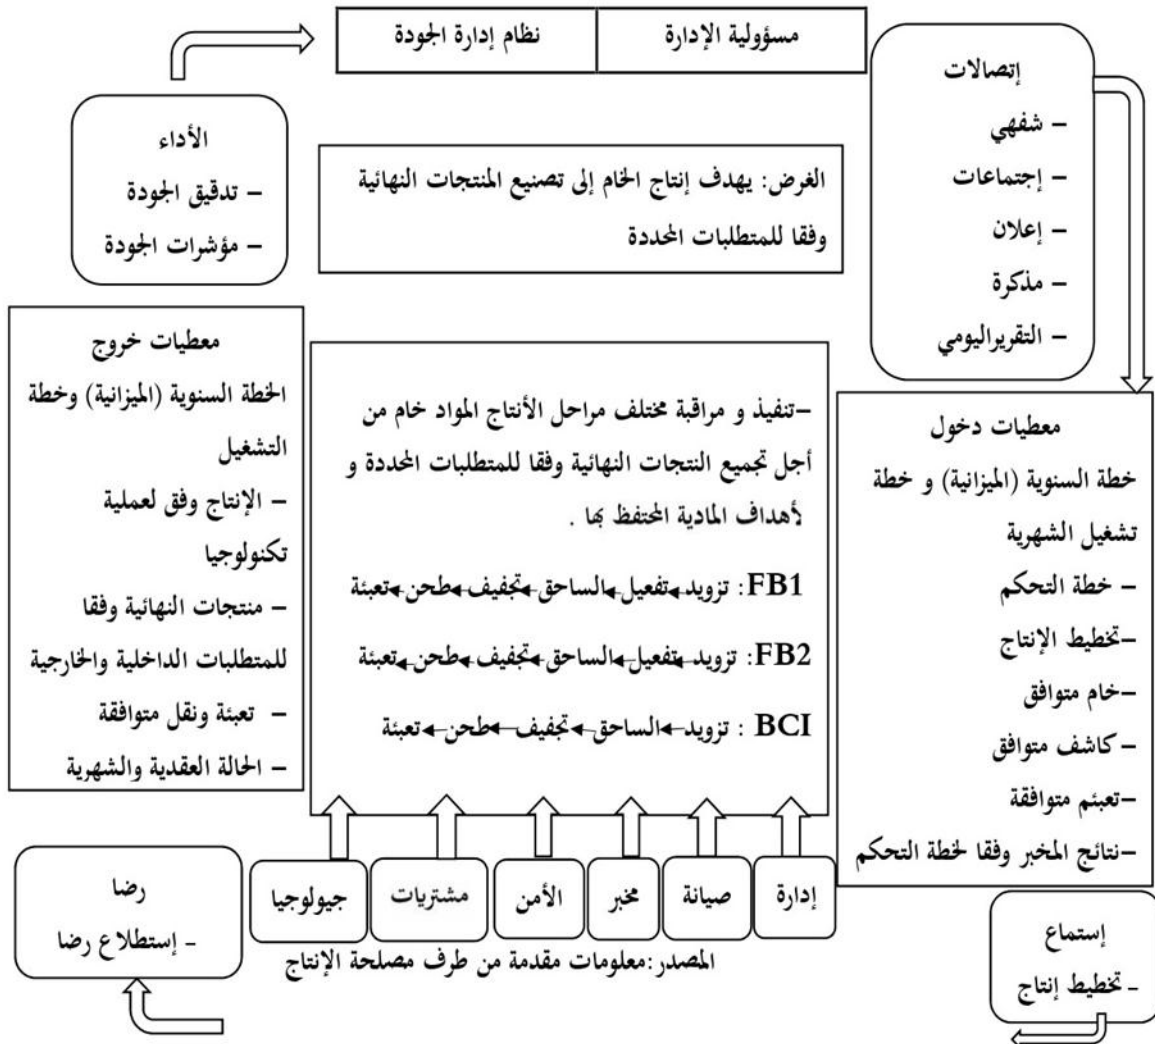 مسؤولية الإدارة
نظام إدارة الجودة
إتصالات
– شفهي
– إجتماعات
– إعلان
– مذكرة
– التقريراليومي
الأداء
– تدقيق الجودة
– مؤشرات الجودة
الغرض: يهدف إنتاج الخام إلى تصنيع المنتجات النهائية
وفقا للمتطلبات المحددة
معطيات دخول
خطة السنوية (الميزانية) و خطة
تشغيل الشهرية
– خطة التحكم
–تخطيط الإنتاج
–خام متوافق
– كاشف متوافق
–تعبئم متوافقة
–نتائج المخبر وفقا لخطة التحكم
–تنفيذ و مراقبة مختلف مراحل الأنتاج المواد خام من
أجل تجميع النتجات النهائية وفقا للمتطلبات المحددة و
لأهداف المادية المحتفظ بها .
FB1: تزويد←تفعيل←الساحق←تجفيف←طحن←تعبئة
FB2: تزويد←تفعيل←الساحق←تجفيف←طحن←تعبئة
BCI : تزويد←الساحق←تجفيف←طحن←تعبئة
معطيات خروج
الخطة السنوية (الميزانية) وخطة
التشغيل
– الإنتاج وفق لعملية
تكنولوجيا
– منتجات النهائية وفقا
للمتطلبات الداخلية والخارجية
– تعبئة ونقل متوافقة
– الحالة العقدية والشهرية
إدارة
صيانة
مخبر
الأمن
مشتريات
جيولوجيا
إستماع
- تخطيط إنتاج
رضا
- إستطلاع رضا
المصدر:معلومات مقدمة من طرف مصلحة الإنتاج